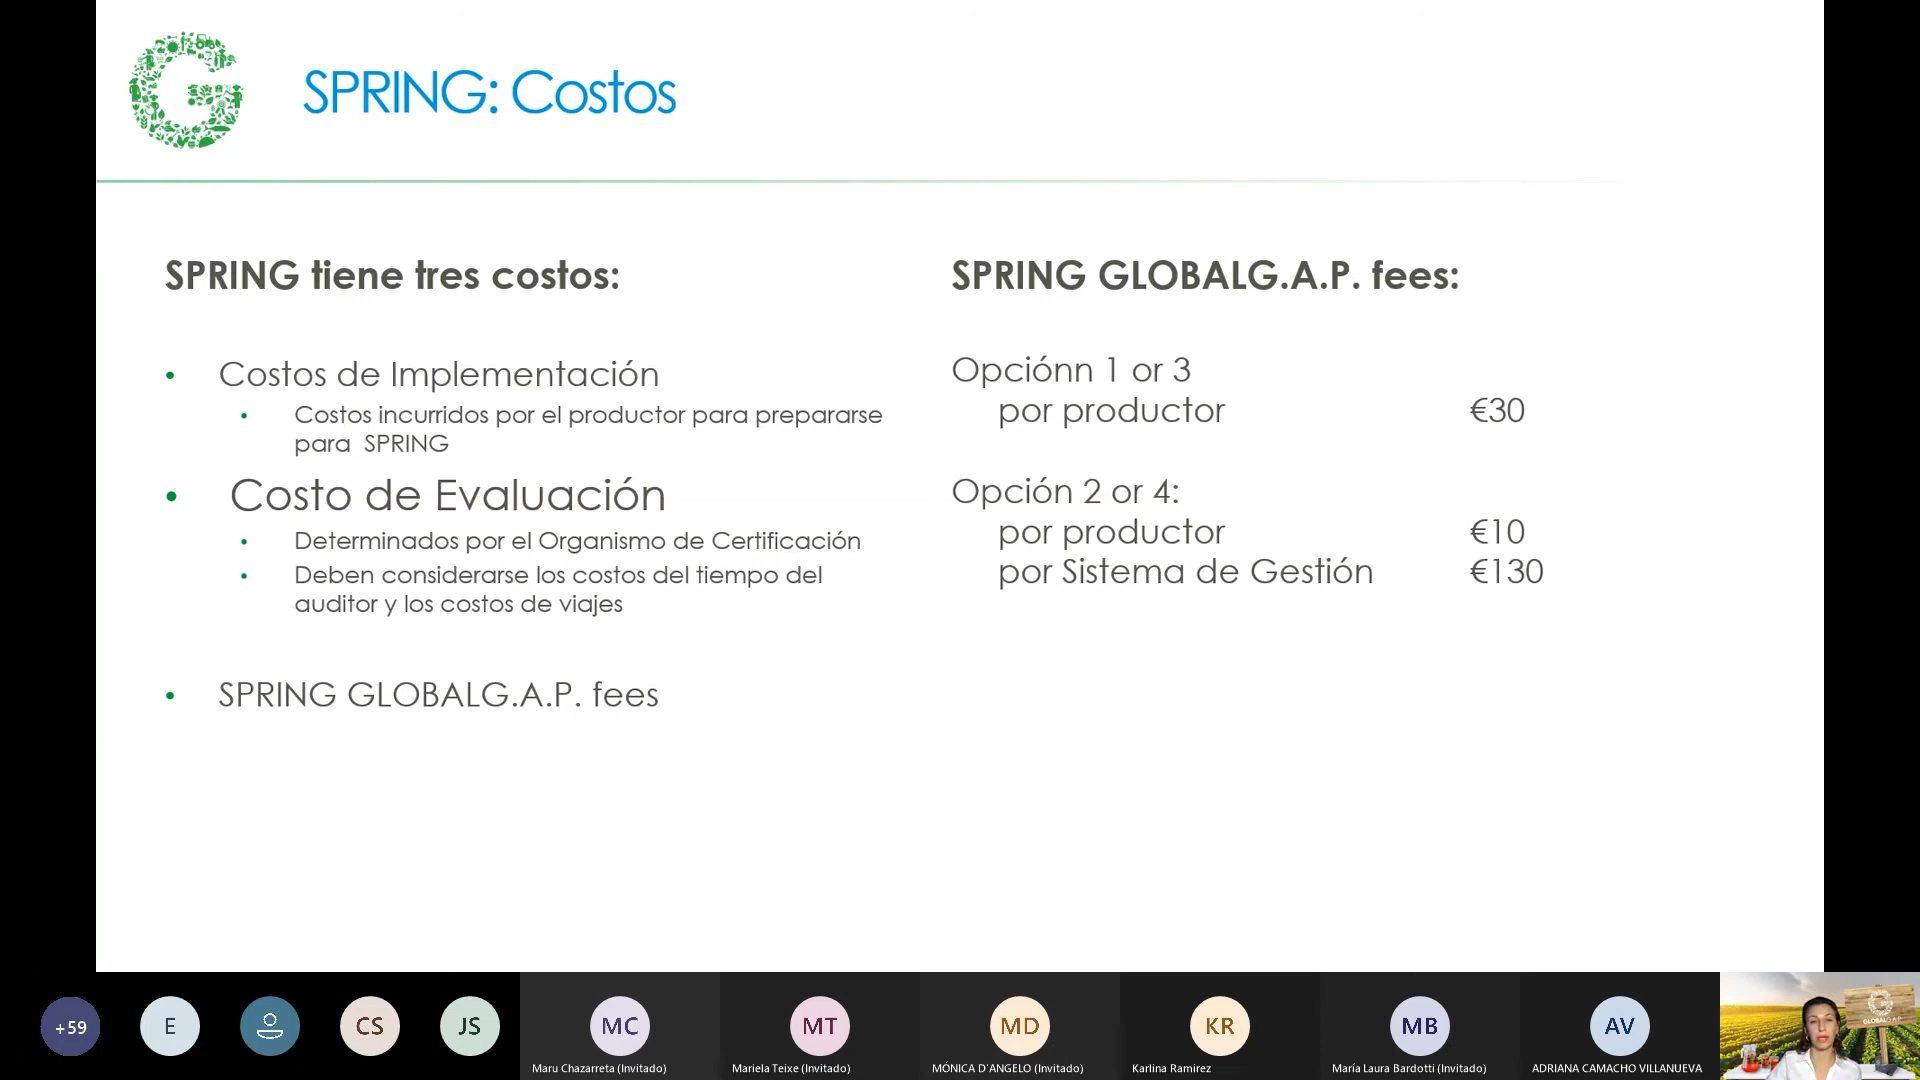 SPRING: Costos
SPRING tiene tres costos:
• Costos de Implementación
• Costos incurridos por el productor para prepararse
para SPRING
• Costo de Evaluación
• Determinados por el Organismo de Certificación
• Deben considerarse los costos del tiempo del
auditor y los costos de viajes
• SPRING GLOBALG.A.P. fees
SPRING GLOBALG.A.P. fees:
Opciónn 1 or 3
por productor €30
Opción 2 or 4:
por productor €10
por Sistema de Gestión €130
+59
E
CS
JS
MC
Maru Chazarreta (Invitado)
MT
Mariela Teixe (Invitado)
MD
MÓNICA D'ANGELO (Invitado)
KR
Karlina Ramirez
MB
María Laura Bardotti (Invitado)
AV
ADRIANA CAMACHO VILLANUEVA
GLOBALG.A.P.